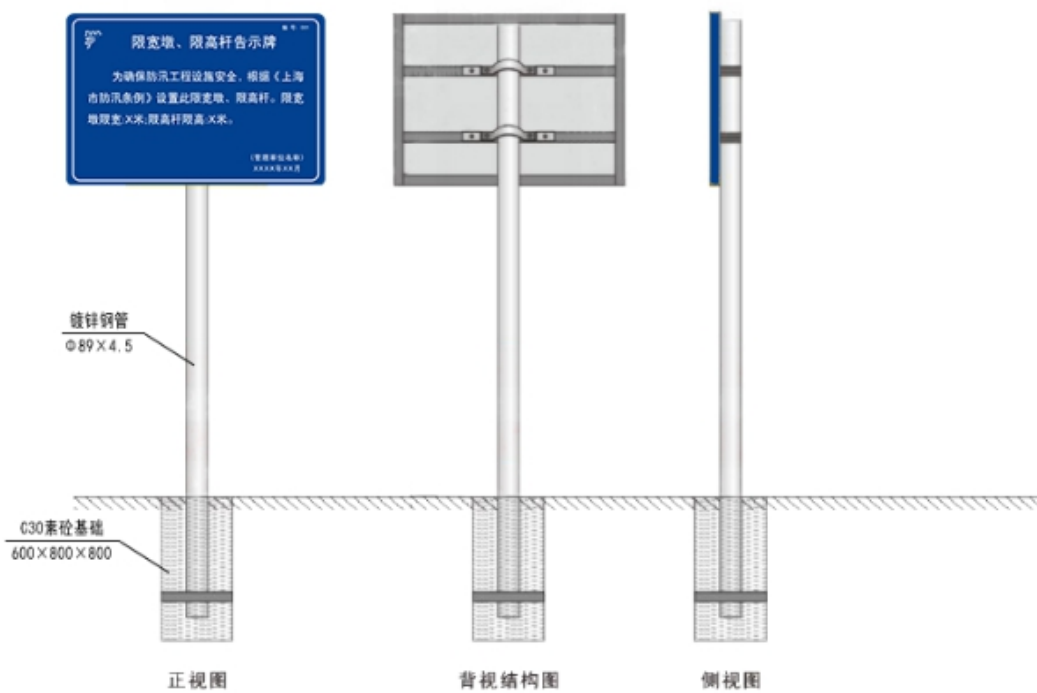 限宽墩、限高杆告示牌
为确保防汛工程设施安全，根据《上海
市防汛条例》设置此限宽墩、限高杆。限宽
墩限宽:X米;限高杆限高:X米。
(管理单位名称)
XXXX年XX月
镀锌钢管
Φ89×4.5
C30素砼基础
600×800×800
正视图
背视结构图
侧视图